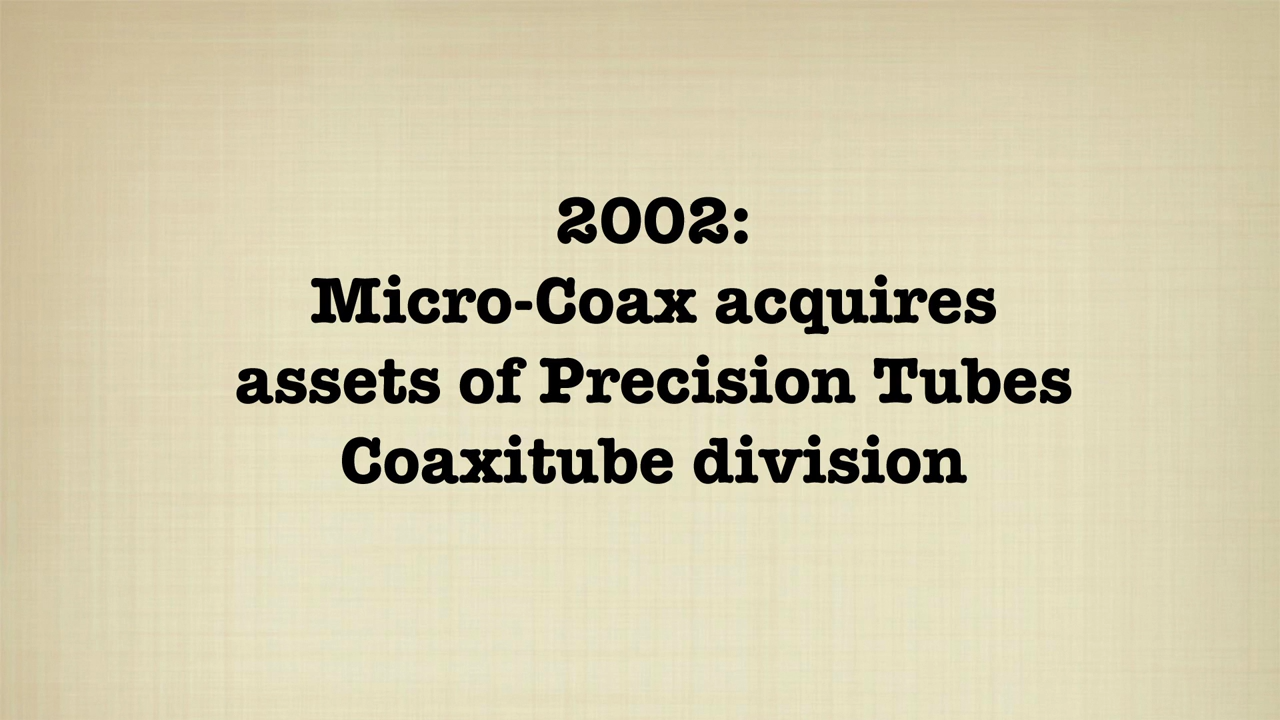 2002:
Micro-Coax acquires
assets of Precision Tubes
Coaxitube division